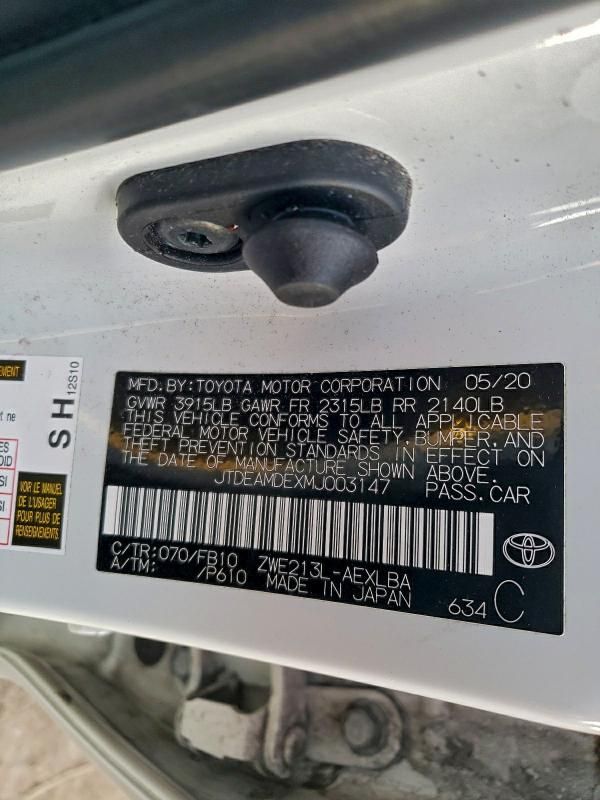 MFD.BY:TOYOTA MOTOR CORPORATION 05/20
GVWR 3915LB GAWR FR 2315LB RR 2140LB
THIS VEHICLE CONFORMS TO ALL APPLICABLE
FEDERAL MOTOR VEHICLE SAFETY,BUMPER,AND
THEFT PREVENTION STANDARDS IN EFFECT ON
THE DATE OF MANUFACTURE SHOWN ABOVE.
JTDEAMDEXMJ003147 PASS.CAR
C/TR:070/FB10 ZWE213L-AEXLBA
A/TM: /P610 MADE IN JAPAN 634 C
SH 12S10
VOIR LE MANUEL
DE L'USAGER
POUR PLUS DE
RENSEIGNEMENTS.